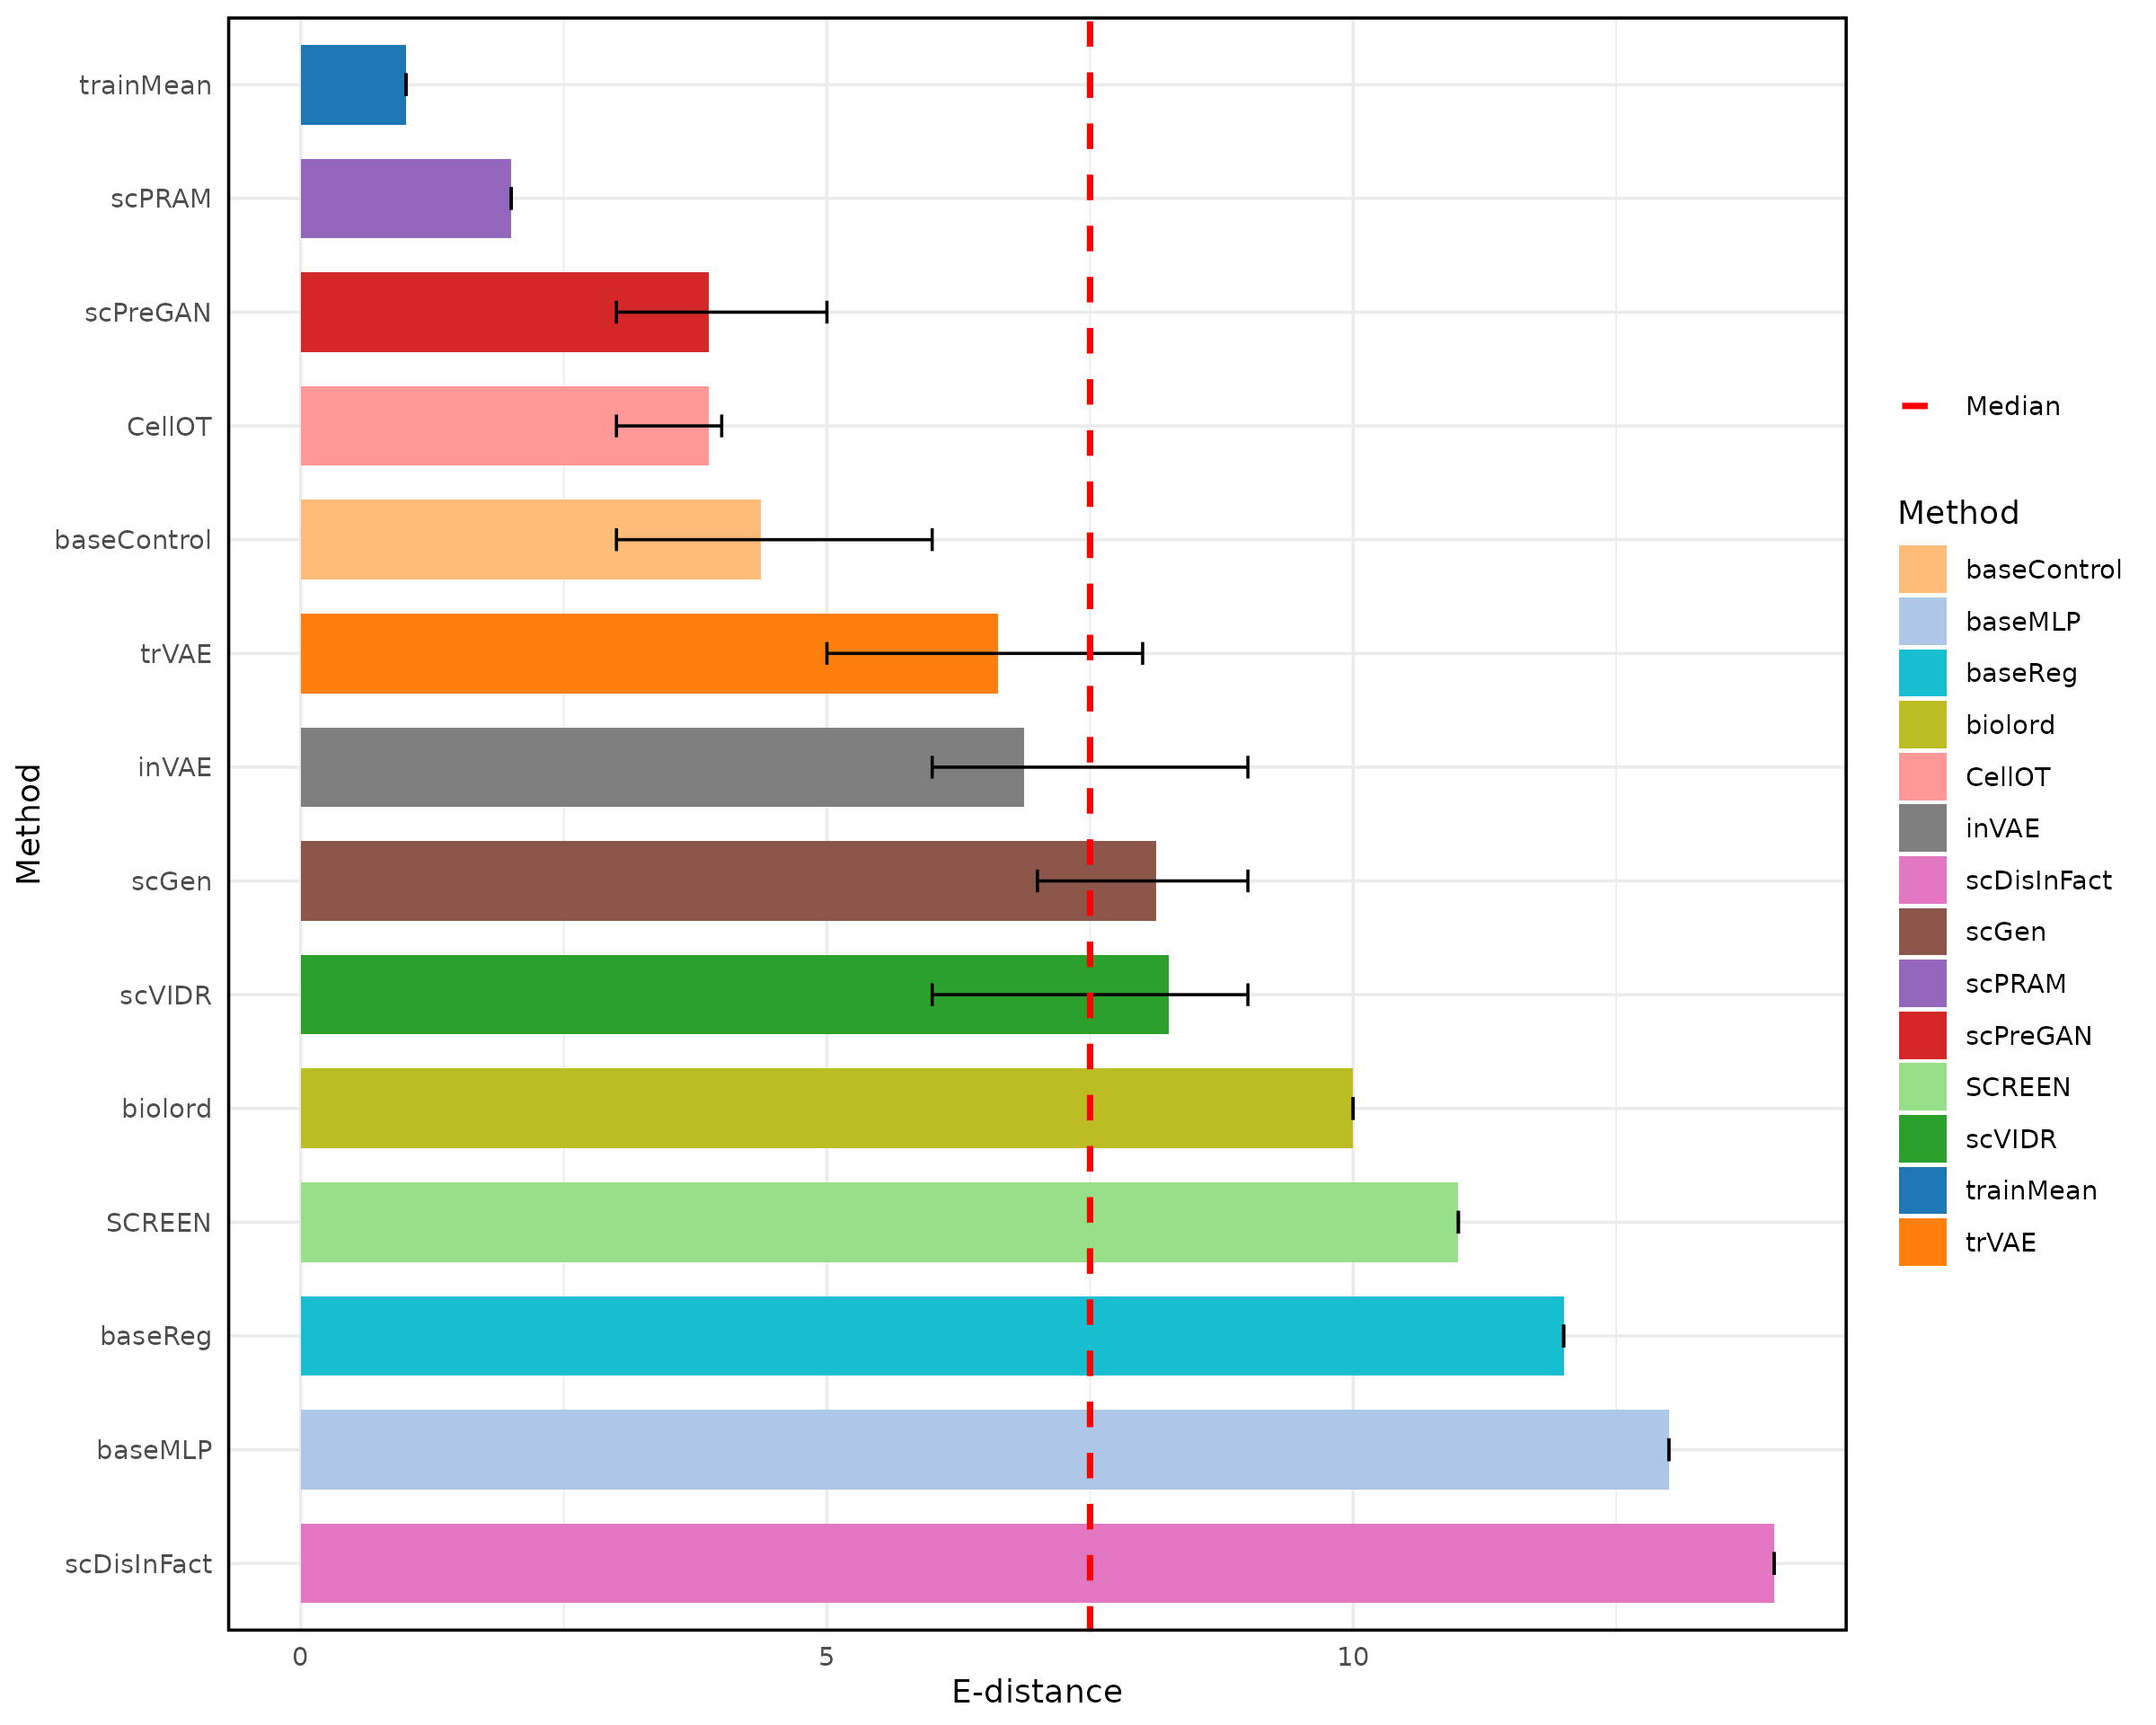 trainMean
scPRAM
scPreGAN
CellOT
baseControl
trVAE
inVAE
scGen
scVIDR
biolord
SCREEN
baseReg
baseMLP
scDisInFact
Method
0
5
10
E-distance
Median
Method
baseControl
baseMLP
baseReg
biolord
CellOT
inVAE
scDisInFact
scGen
scPRAM
scPreGAN
SCREEN
scVIDR
trainMean
trVAE